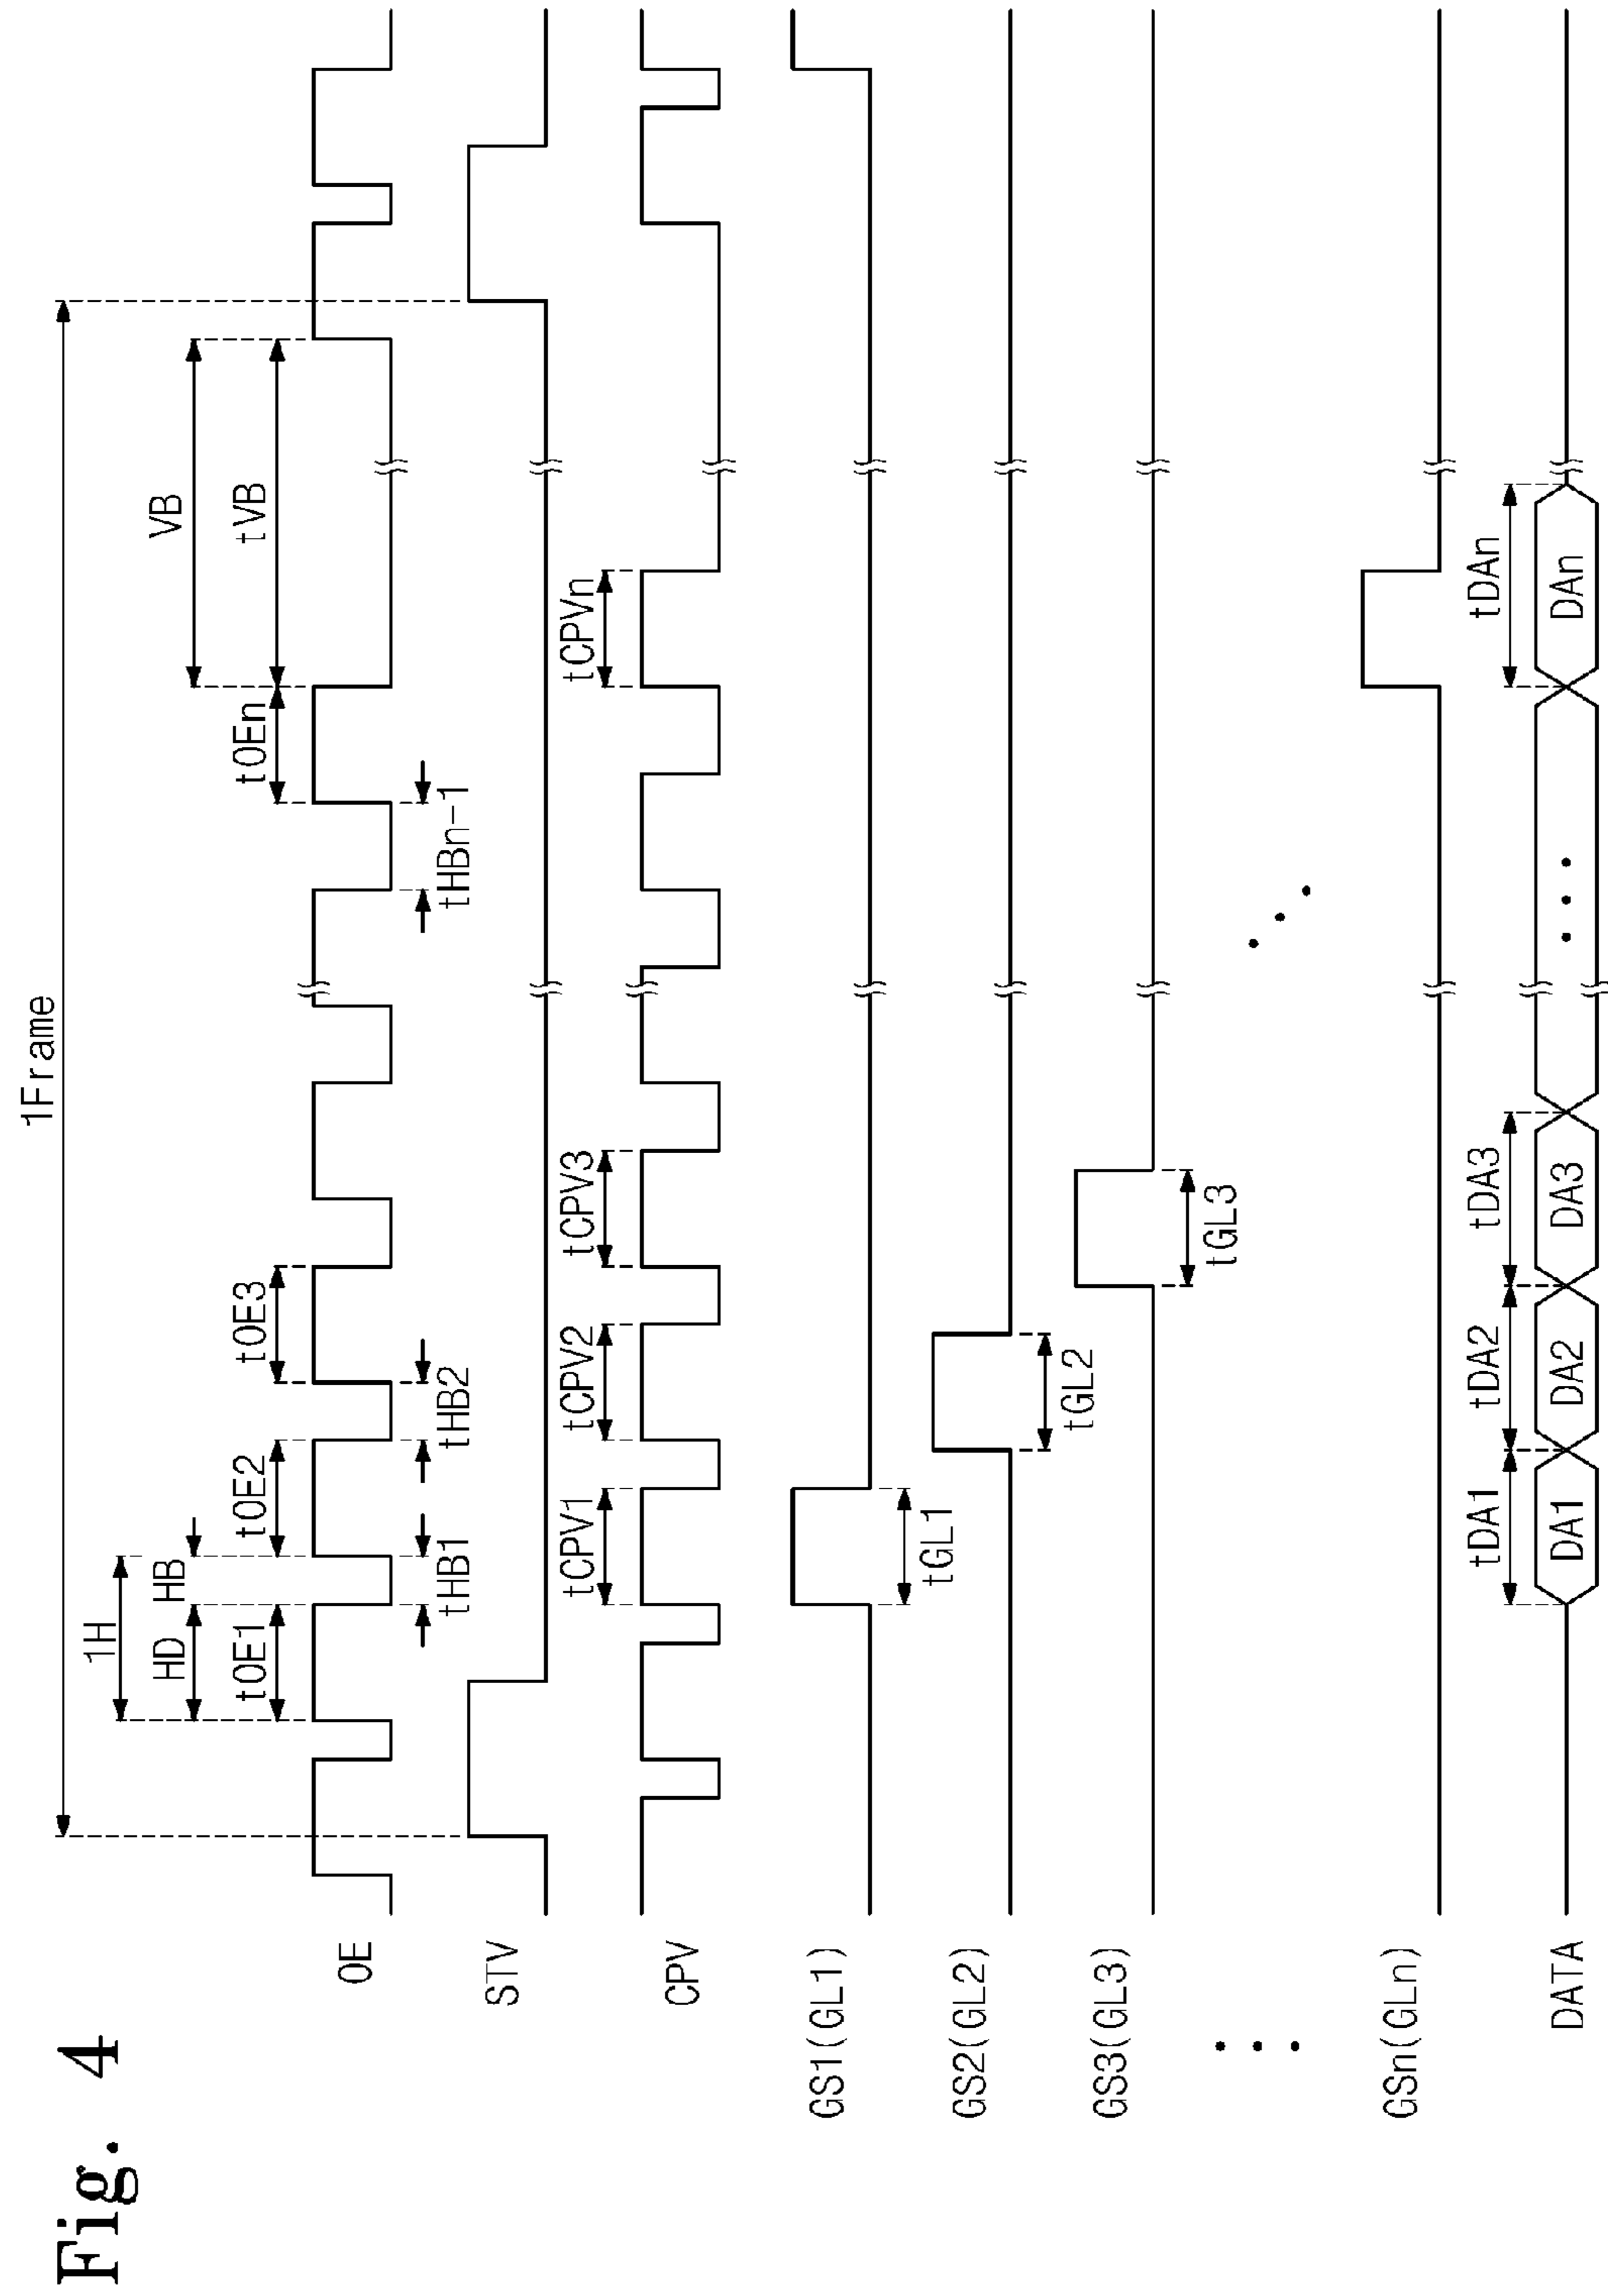 Fig. 4
1Frame
1H
HD HB VB
tOE1 tOE2 tOE3 tOEn tVB
OE
tHB1 tHB2 tHBn-1
STV
tCPV1 tCPV2 tCPV3 tCPVn
CPV
GS1(GL1)
tGL1
GS2(GL2)
tGL2
GS3(GL3)
tGL3
GSn(GLn)
tDA1 tDA2 tDA3 tDAn
DATA DA1 DA2 DA3 DAn